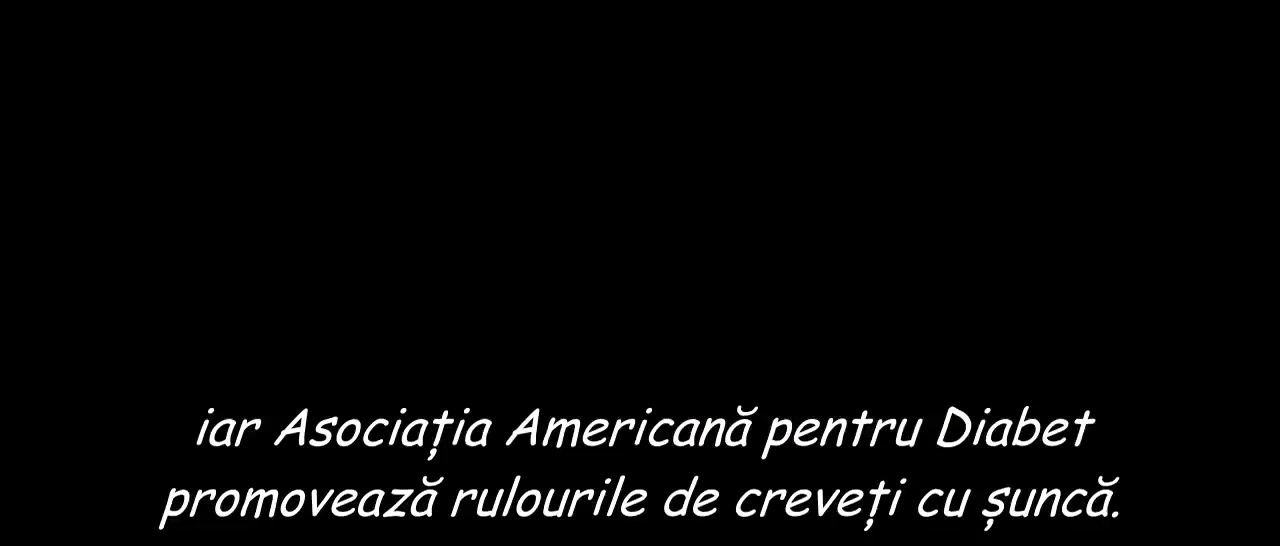 iar Asociația Americană pentru Diabet
promovează rulourile de creveți cu șuncă.